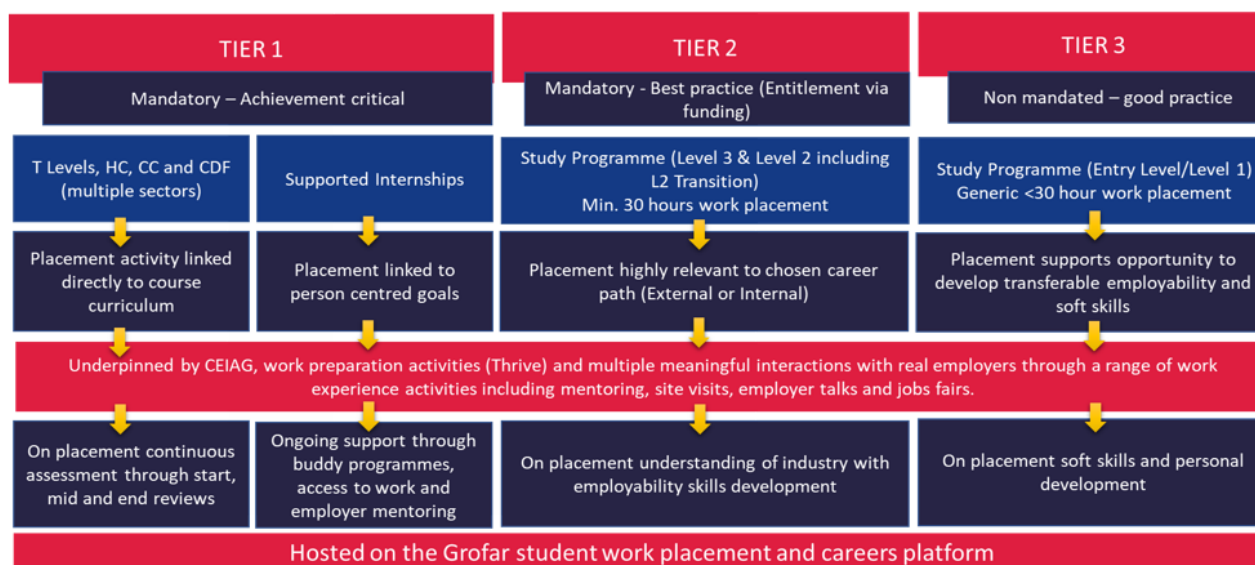 TIER 1
TIER 2
TIER 3
Mandatory – Achievement critical
Mandatory - Best practice (Entitlement via
funding)
Non mandated – good practice
T Levels, HC, CC and CDF
(multiple sectors)
Supported Internships
Study Programme (Level 3 & Level 2 including
L2 Transition)
Min. 30 hours work placement
Study Programme (Entry Level/Level 1)
Generic <30 hour work placement
Placement activity linked
directly to course
curriculum
Placement linked to
person centred goals
Placement highly relevant to chosen career
path (External or Internal)
Placement supports opportunity to
develop transferable employability and
soft skills
Underpinned by CEIAG, work preparation activities (Thrive) and multiple meaningful interactions with real employers through a range of work
experience activities including mentoring, site visits, employer talks and jobs fairs.
On placement continuous
assessment through start,
mid and end reviews
Ongoing support through
buddy programmes,
access to work and
employer mentoring
On placement understanding of industry with
employability skills development
On placement soft skills and personal
development
Hosted on the Grofar student work placement and careers platform